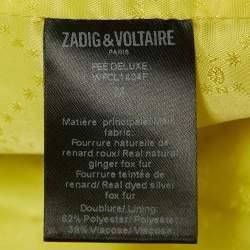 ZADIG & VOLTAIRE
PARIS
FEE DELUXE
WFCL1404F
M
Matière principale/ Main
fabric:
Fourrure naturelle de
renard roux/ Real natural
ginger fox fur
Fourrure teintée de
renard/ Real dyed silver
fox fur
Doublure/ Lining:
62% Polyester/ Polyester
38% Viscose/ Viscose